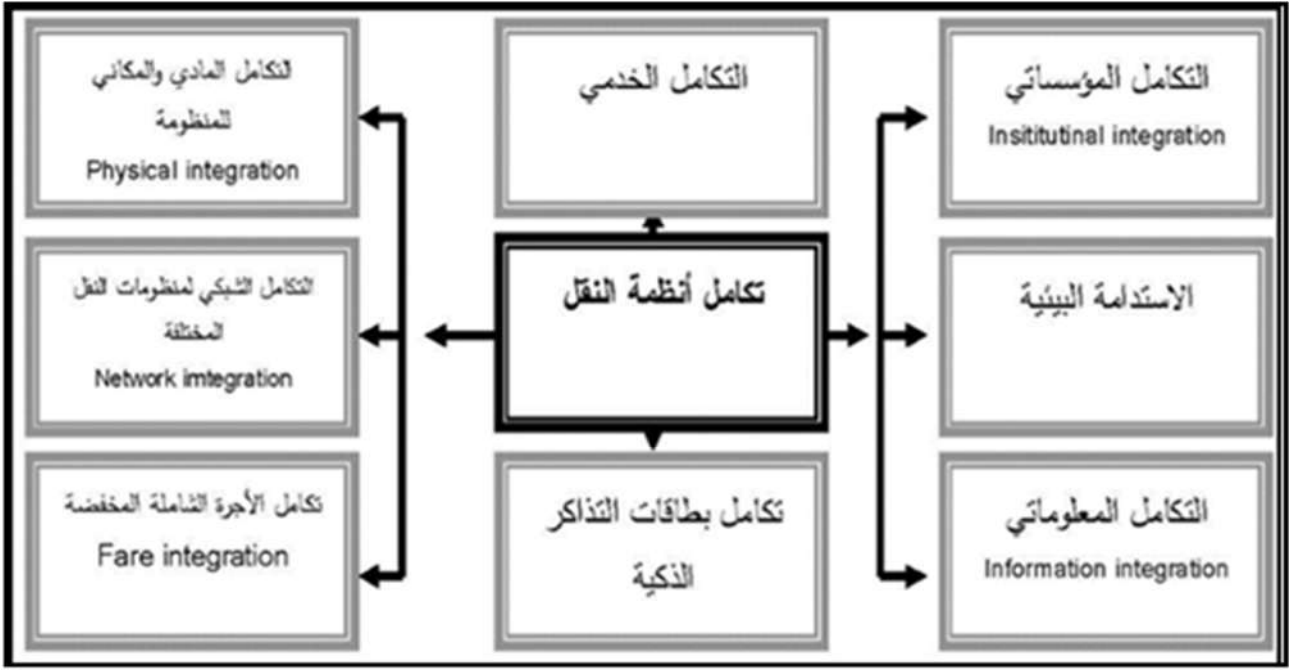 التكامل المؤسساتي
Insititutinal integration
التكامل الخدمي
التكامل المادي والمكاني
للمنظومة
Physical integration
الاستدامة البيئية
تكامل أنظمة النقل
التكامل الشبكي لمنظومات النقل
المختلفة
Network imtegration
التكامل المعلوماتي
Information integration
تكامل بطاقات التذاكر
الذكية
تكامل الأجرة الشاملة المخفضة
Fare integration